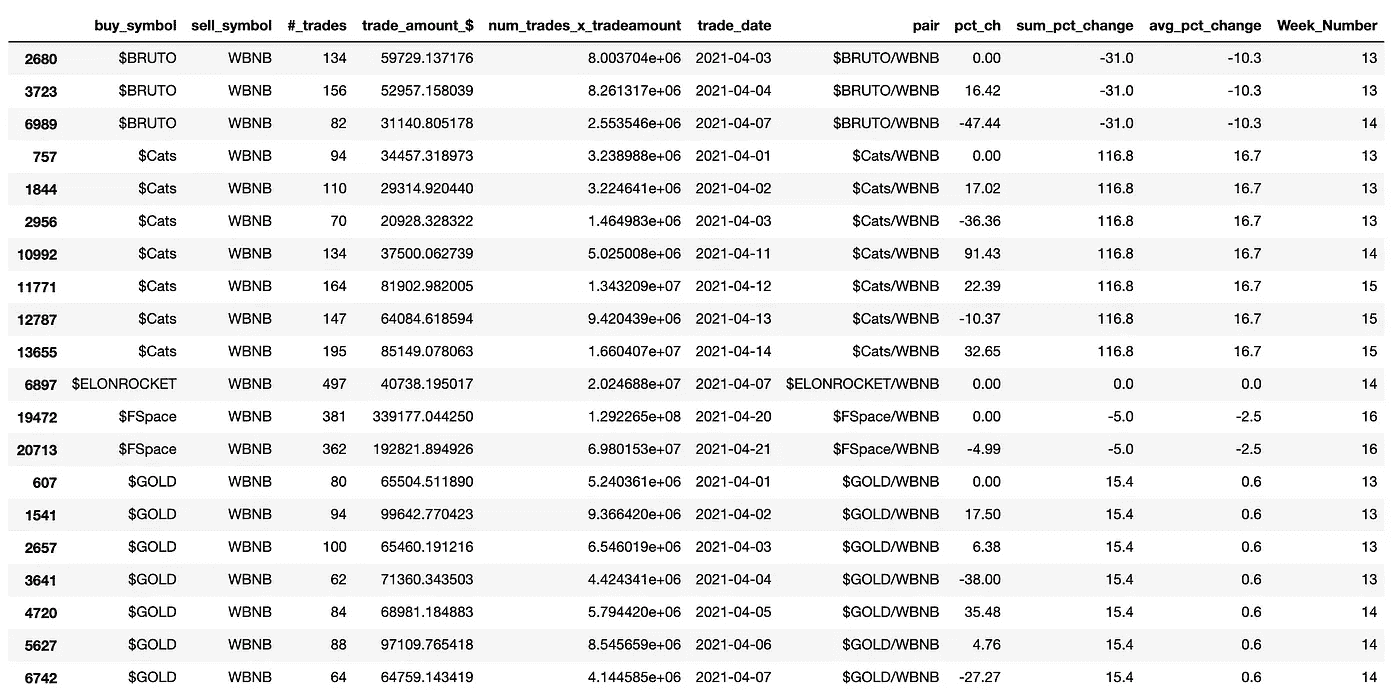 buy_symbol sell_symbol #_trades trade_amount_$ num_trades_x_tradeamount trade_date pair pct_ch sum_pct_change avg_pct_change Week_Number
2680 $BRUTO WBNB 134 59729.137176 8.003704e+06 2021-04-03 $BRUTO/WBNB 0.00 -31.0 -10.3 13
3723 $BRUTO WBNB 156 52957.158039 8.261317e+06 2021-04-04 $BRUTO/WBNB 16.42 -31.0 -10.3 13
6989 $BRUTO WBNB 82 31140.805178 2.553546e+06 2021-04-07 $BRUTO/WBNB -47.44 -31.0 -10.3 14
757 $Cats WBNB 94 34457.318973 3.238988e+06 2021-04-01 $Cats/WBNB 0.00 116.8 16.7 13
1844 $Cats WBNB 110 29314.920440 3.224641e+06 2021-04-02 $Cats/WBNB 17.02 116.8 16.7 13
2956 $Cats WBNB 70 20928.328322 1.464983e+06 2021-04-03 $Cats/WBNB -36.36 116.8 16.7 13
10992 $Cats WBNB 134 37500.062739 5.025008e+06 2021-04-11 $Cats/WBNB 91.43 116.8 16.7 14
11771 $Cats WBNB 164 81902.982005 1.343209e+07 2021-04-12 $Cats/WBNB 22.39 116.8 16.7 15
12787 $Cats WBNB 147 64084.618594 9.420439e+06 2021-04-13 $Cats/WBNB -10.37 116.8 16.7 15
13655 $Cats WBNB 195 85149.078063 1.660407e+07 2021-04-14 $Cats/WBNB 32.65 116.8 16.7 15
6897 $ELONROCKET WBNB 497 40738.195017 2.024688e+07 2021-04-07 $ELONROCKET/WBNB 0.00 0.0 0.0 14
19472 $FSpace WBNB 381 339177.044250 1.292265e+08 2021-04-20 $FSpace/WBNB 0.00 -5.0 -2.5 16
20713 $FSpace WBNB 362 192821.894926 6.980153e+07 2021-04-21 $FSpace/WBNB -4.99 -5.0 -2.5 16
607 $GOLD WBNB 80 65504.511890 5.240361e+06 2021-04-01 $GOLD/WBNB 0.00 15.4 0.6 13
1541 $GOLD WBNB 94 99642.770423 9.366420e+06 2021-04-02 $GOLD/WBNB 17.50 15.4 0.6 13
2657 $GOLD WBNB 100 65460.191216 6.546019e+06 2021-04-03 $GOLD/WBNB 6.38 15.4 0.6 13
3641 $GOLD WBNB 62 71360.343503 4.424341e+06 2021-04-04 $GOLD/WBNB -38.00 15.4 0.6 13
4720 $GOLD WBNB 84 68981.184883 5.794420e+06 2021-04-05 $GOLD/WBNB 35.48 15.4 0.6 14
5627 $GOLD WBNB 88 97109.765418 8.545659e+06 2021-04-06 $GOLD/WBNB 4.76 15.4 0.6 14
6742 $GOLD WBNB 64 64759.143419 4.144585e+06 2021-04-07 $GOLD/WBNB -27.27 15.4 0.6 14